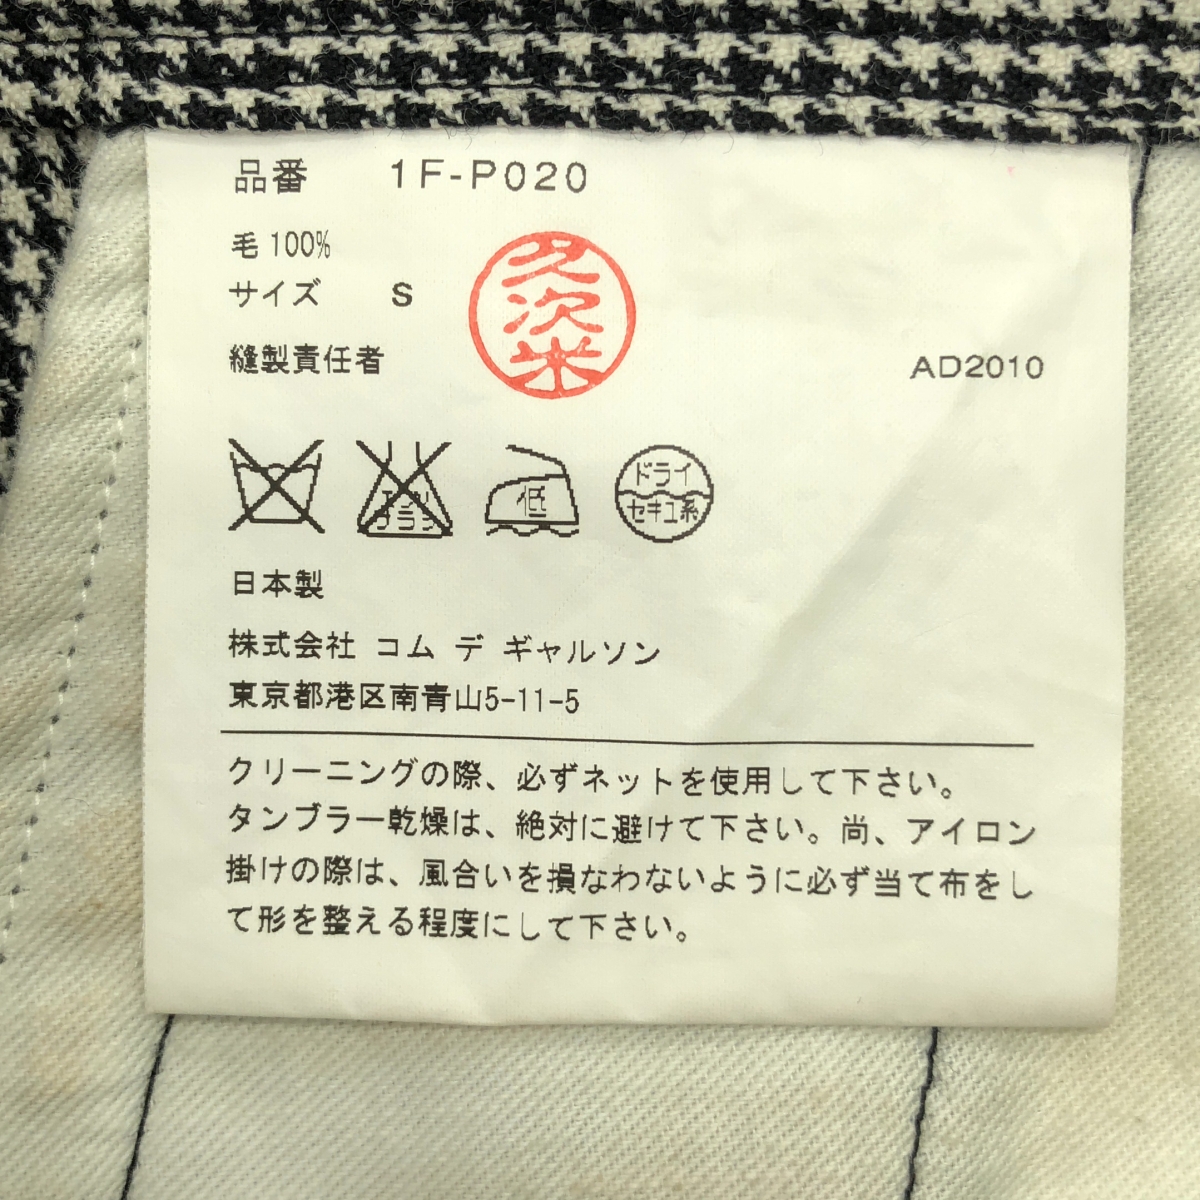 品番 1F-P020
毛 100%
サイズ S
久次米
縫製責任者
AD2010
低
ドライ
セキユ系
日本製
株式会社 コム デ ギャルソン
東京都港区南青山5-11-5
クリーニングの際、必ずネットを使用して下さい。
タンブラー乾燥は、絶対に避けて下さい。尚、アイロン
掛けの際は、風合いを損なわないように必ず当て布をし
て形を整える程度にして下さい。